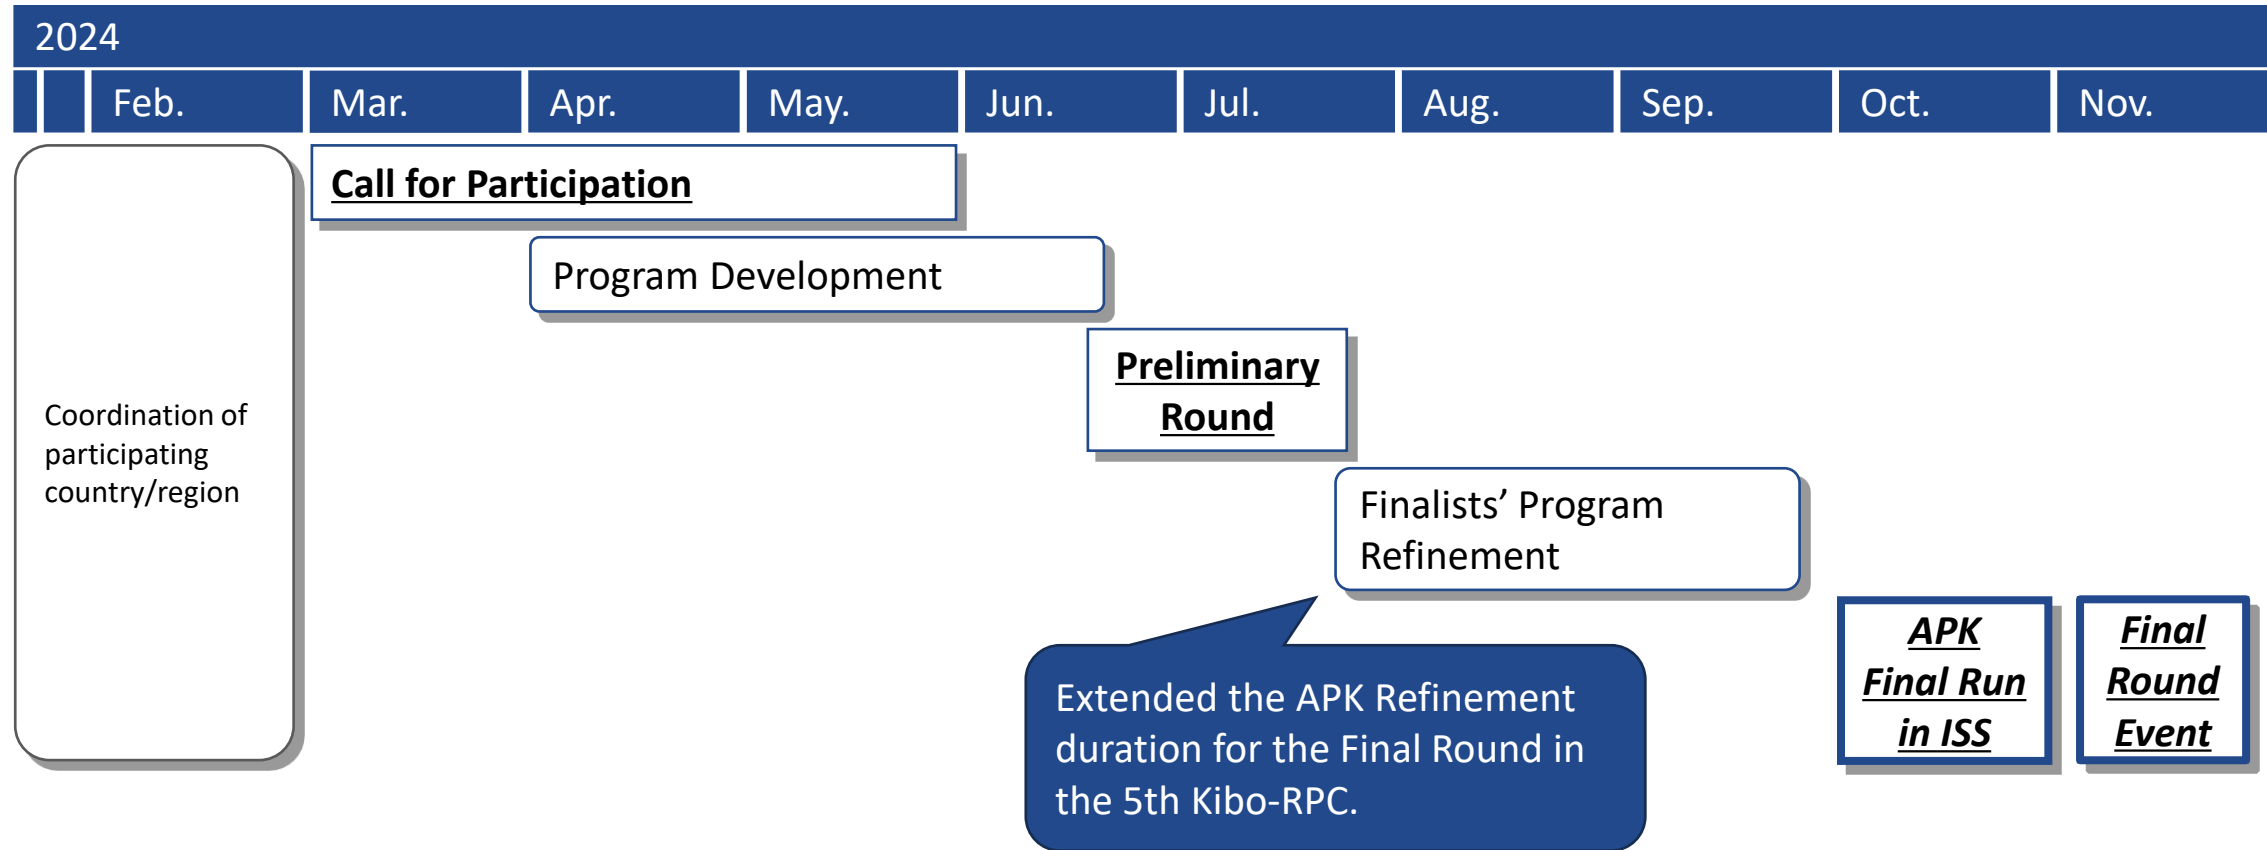 2024
Feb.
Mar.
Apr.
May.
Jun.
Jul.
Aug.
Sep.
Oct.
Nov.
Coordination of
participating
country/region
Call for Participation
Program Development
Preliminary
Round
Finalists’ Program
Refinement
Extended the APK Refinement
duration for the Final Round in
the 5th Kibo-RPC.
APK
Final Run
in ISS
Final
Round
Event